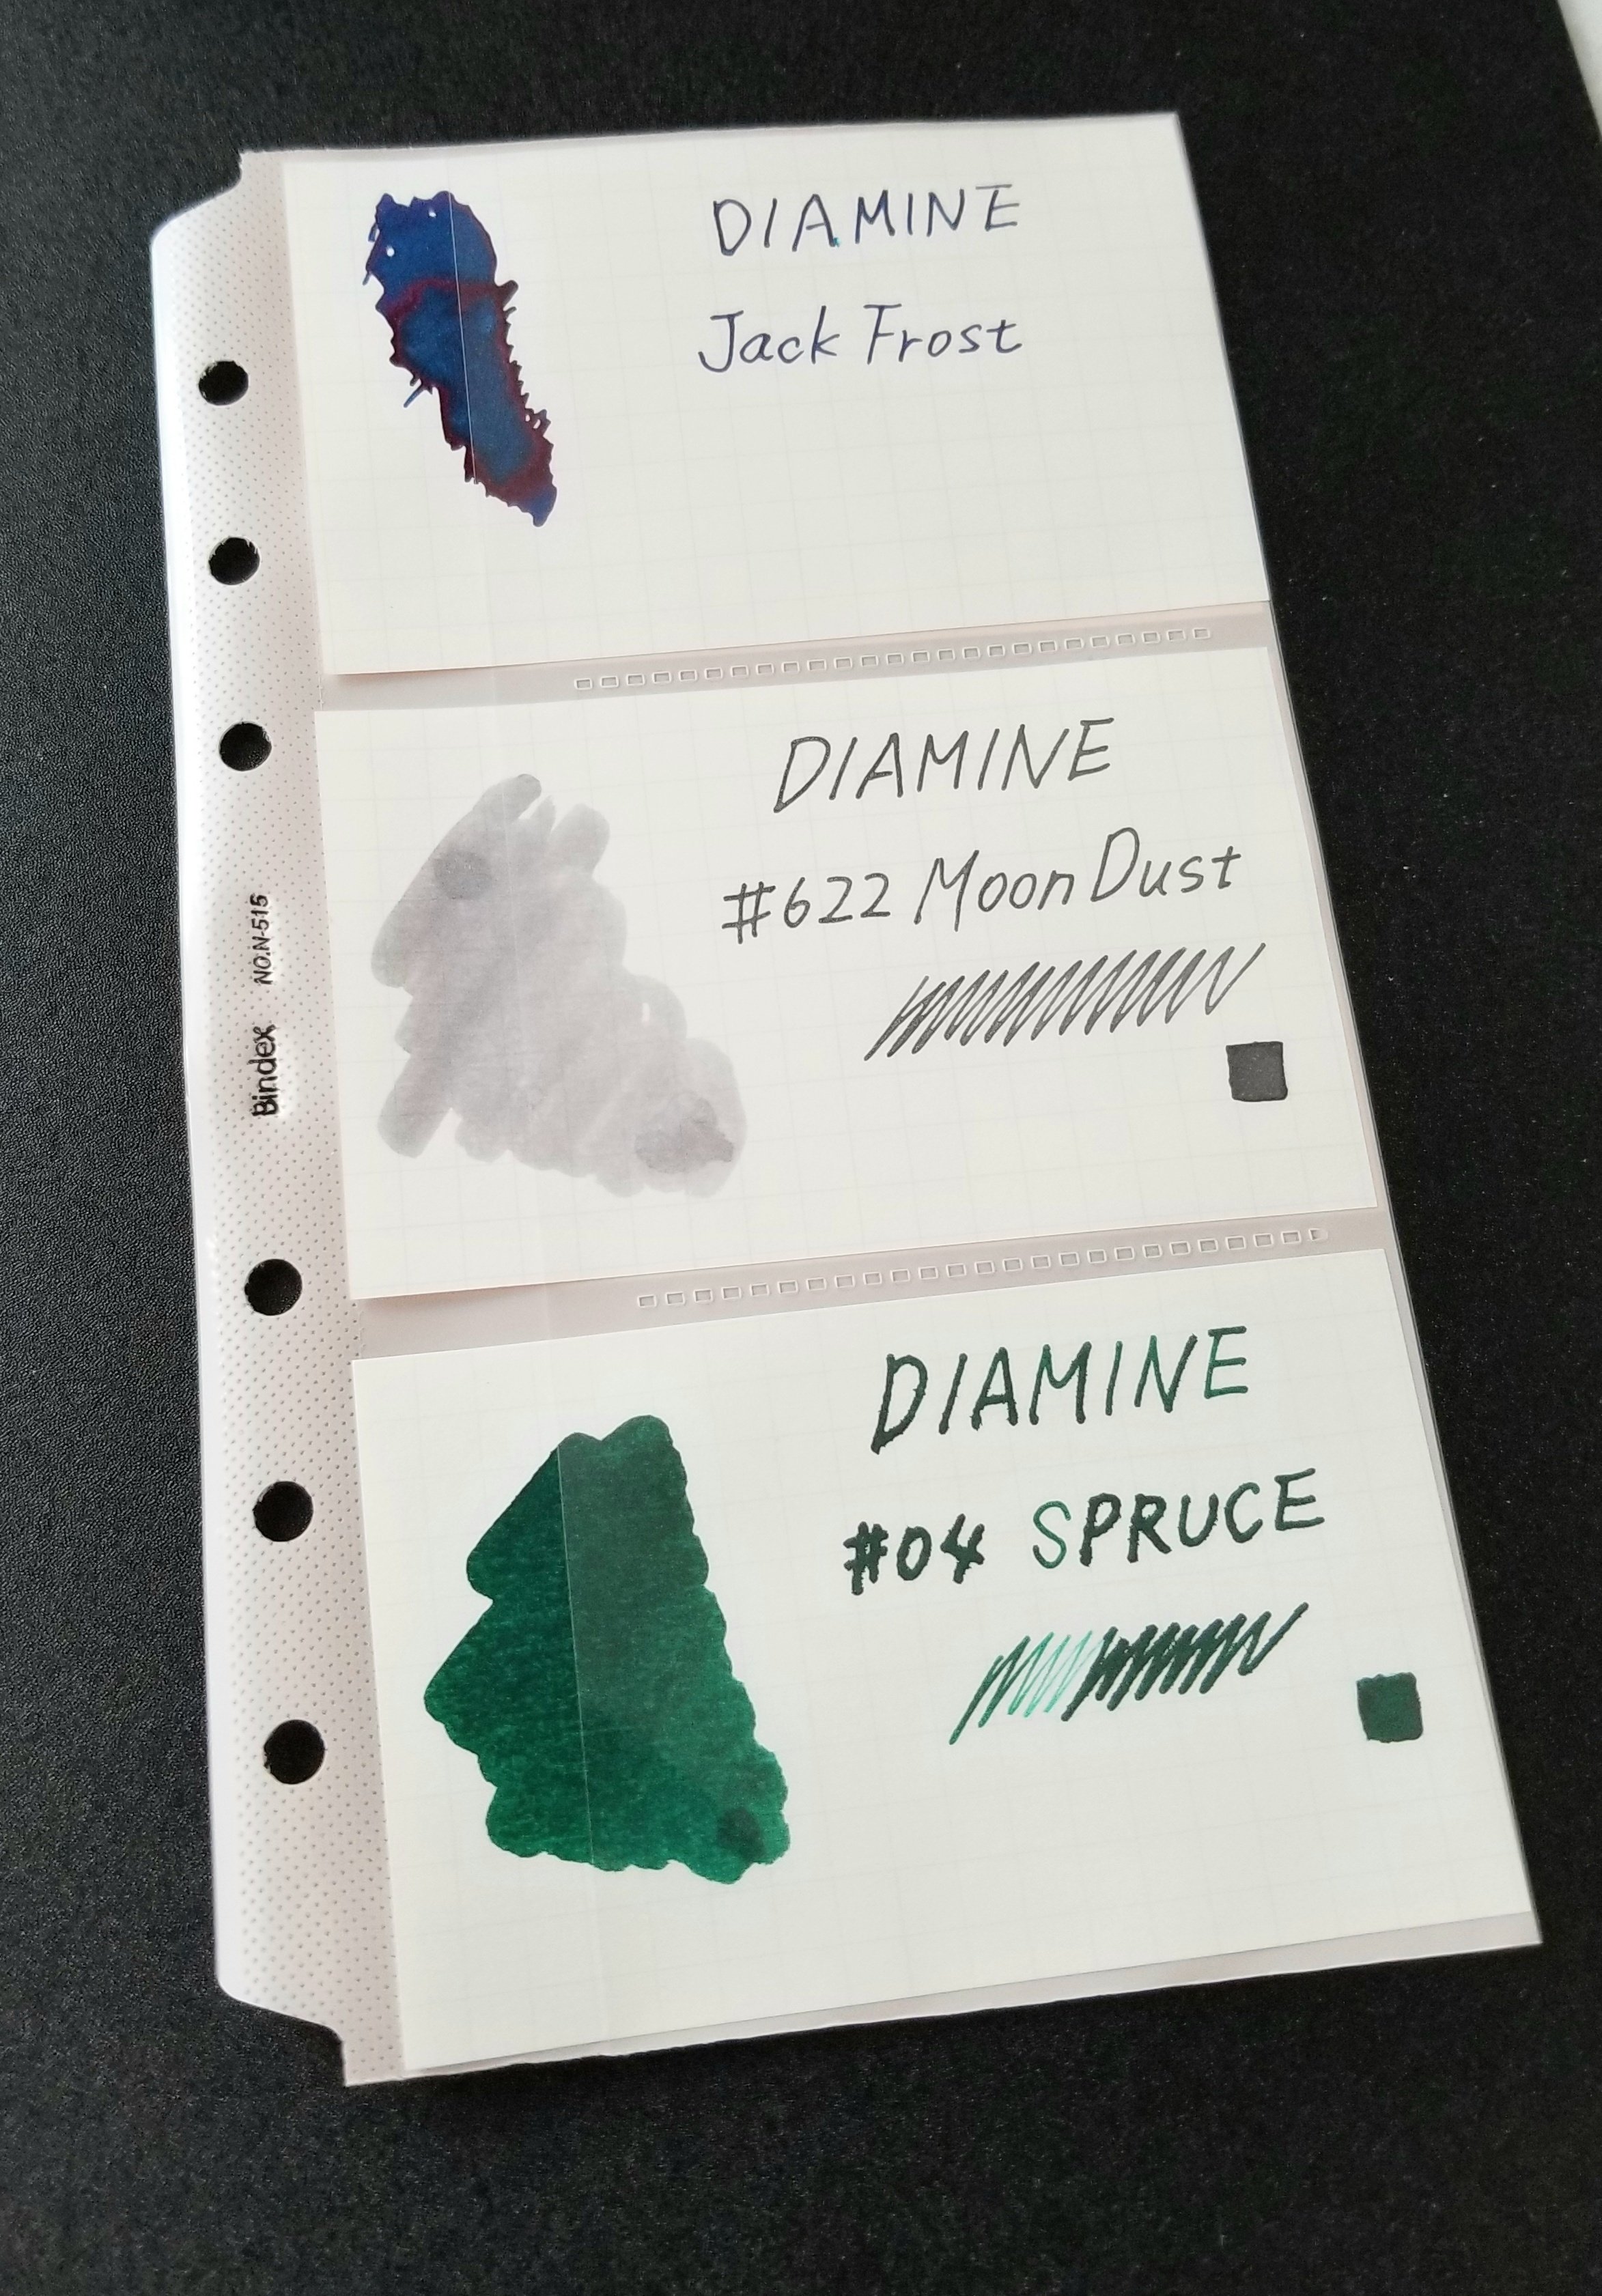 DIAMINE
Jack Frost
DIAMINE
#622 Moon Dust
Bindex NO.N-515
DIAMINE
#04 SPRUCE